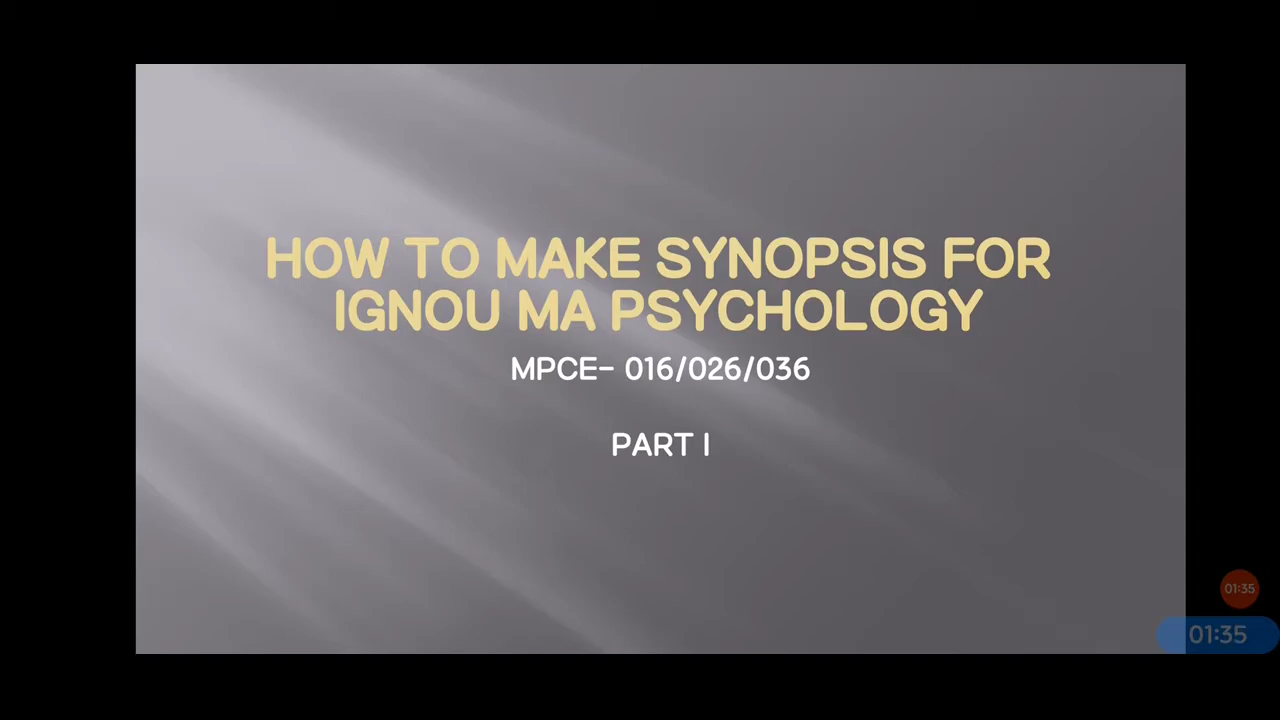 HOW TO MAKE SYNOPSIS FOR
IGNOU MA PSYCHOLOGY
MPCE- 016/026/036
PART I
01:35
01:35